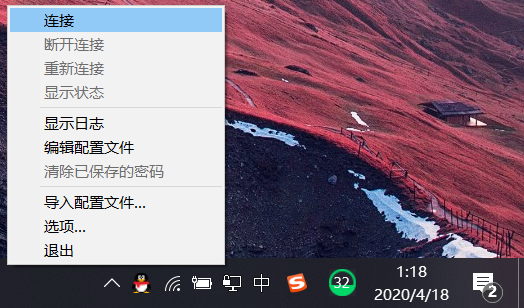 连接
断开连接
重新连接
显示状态
显示日志
编辑配置文件
清除已保存的密码
导入配置文件...
选项...
退出
中 S 32 1:18
2020/4/18 2